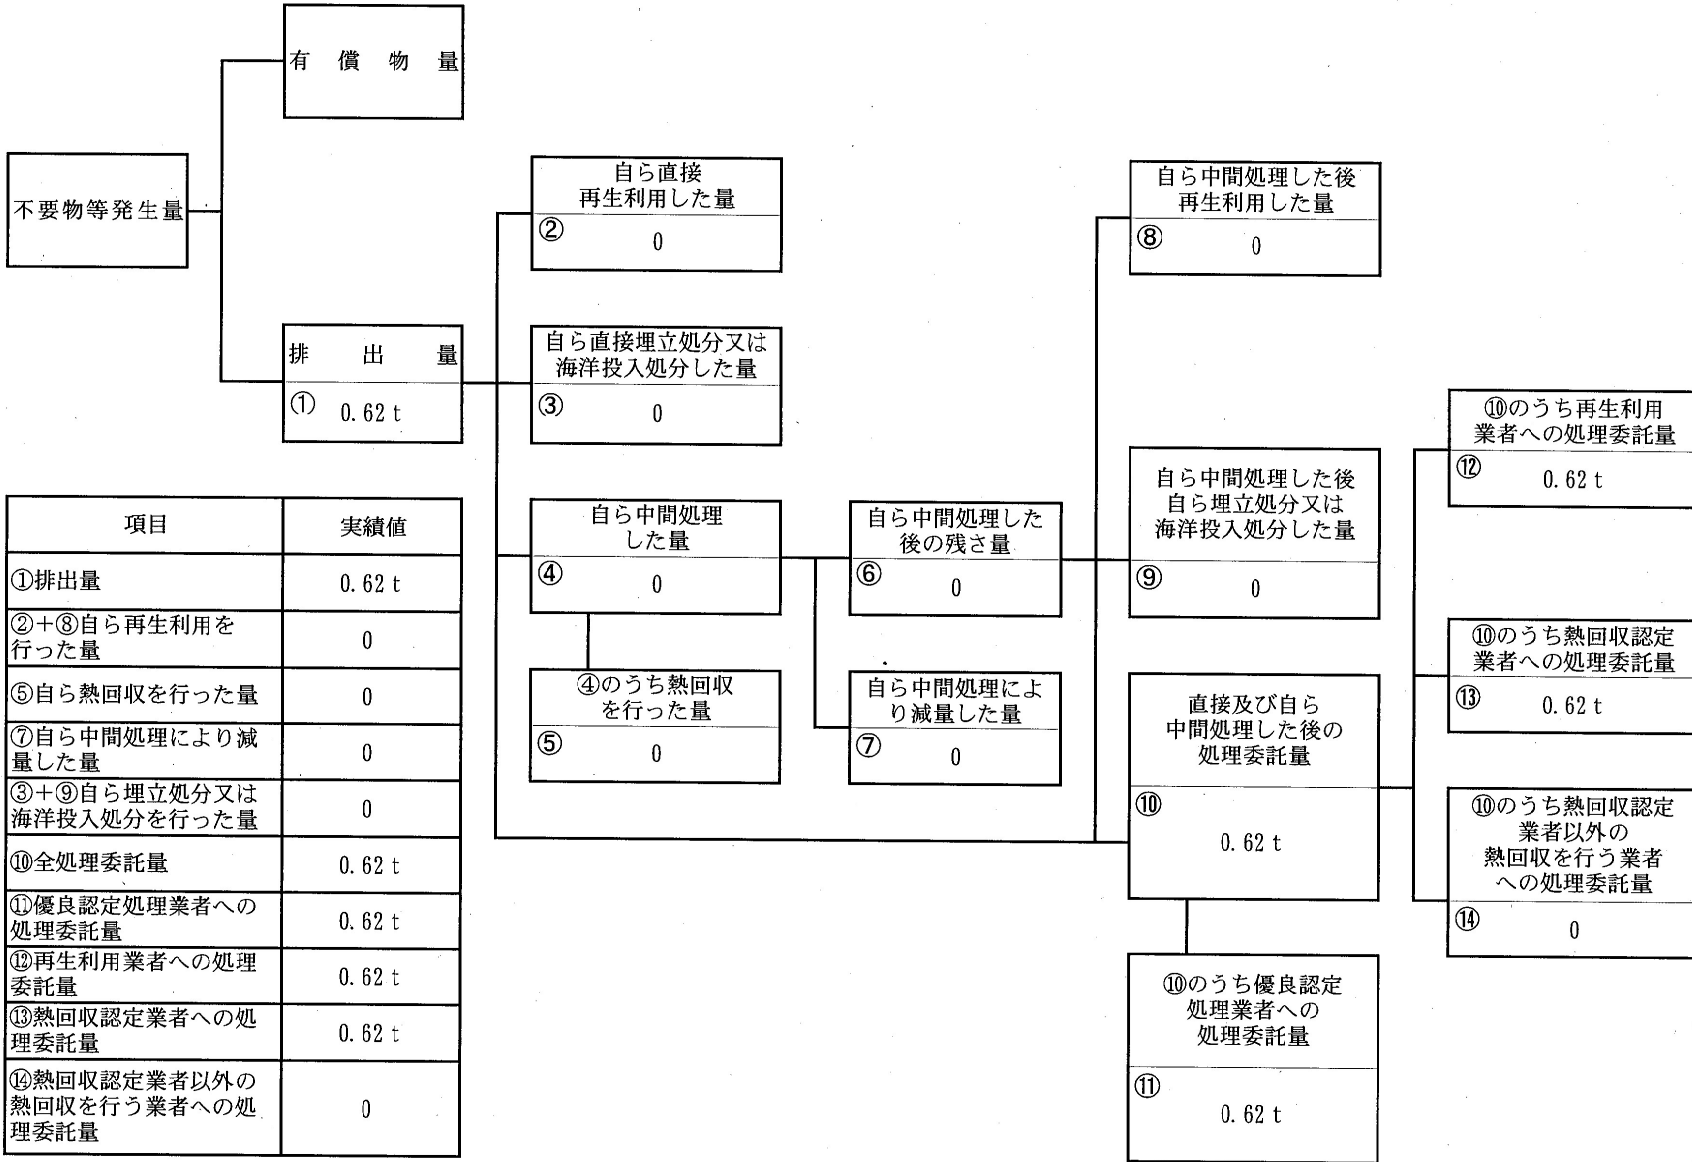 有償物量
不要物等発生量
排出量
① 0.62 t
自ら直接
再生利用した量
② 0
自ら直接埋立処分又は
海洋投入処分した量
③ 0
自ら中間処理
した量
④ 0
④のうち熱回収
を行った量
⑤ 0
自ら中間処理した
後の残さ量
⑥ 0
自ら中間処理によ
り減量した量
⑦ 0
自ら中間処理した後
再生利用した量
⑧ 0
自ら中間処理した後
自ら埋立処分又は
海洋投入処分した量
⑨ 0
直接及び自ら
中間処理した後の
処理委託量
⑩
0.62 t
⑩のうち優良認定
処理業者への
処理委託量
⑪
0.62 t
⑩のうち再生利用
業者への処理委託量
⑫ 0.62 t
⑩のうち熱回収認定
業者への処理委託量
⑬ 0.62 t
⑩のうち熱回収認定
業者以外の
熱回収を行う業者
への処理委託量
⑭ 0
項目 実績値
①排出量 0.62 t
②+⑧自ら再生利用を
行った量 0
⑤自ら熱回収を行った量 0
⑦自ら中間処理により減
量した量 0
③+⑨自ら埋立処分又は
海洋投入処分を行った量 0
⑩全処理委託量 0.62 t
⑪優良認定処理業者への
処理委託量 0.62 t
⑫再生利用業者への処理
委託量 0.62 t
⑬熱回収認定業者への処
理委託量 0.62 t
⑭熱回収認定業者以外の
熱回収を行う業者への処
理委託量 0